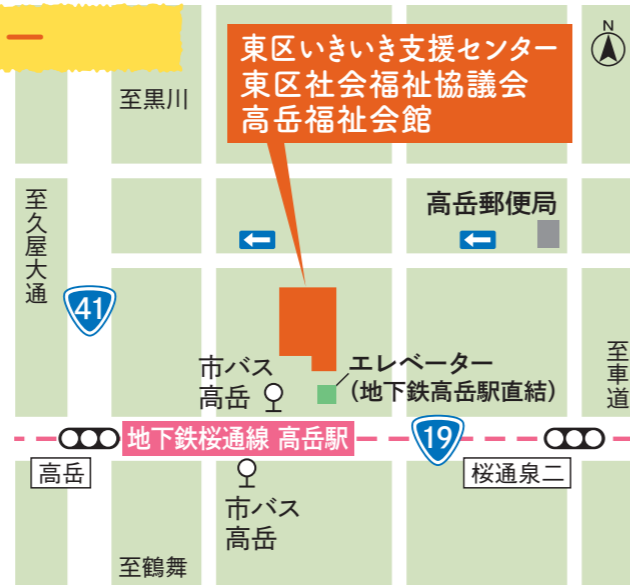 東区いきいき支援センター
東区社会福祉協議会
高岳福祉会館
N
至黒川
至久屋大通
高岳郵便局
41
市バス
高岳
エレベーター
(地下鉄高岳駅直結)
至車道
地下鉄桜通線 高岳駅
19
高岳
桜通泉二
市バス
高岳
至鶴舞